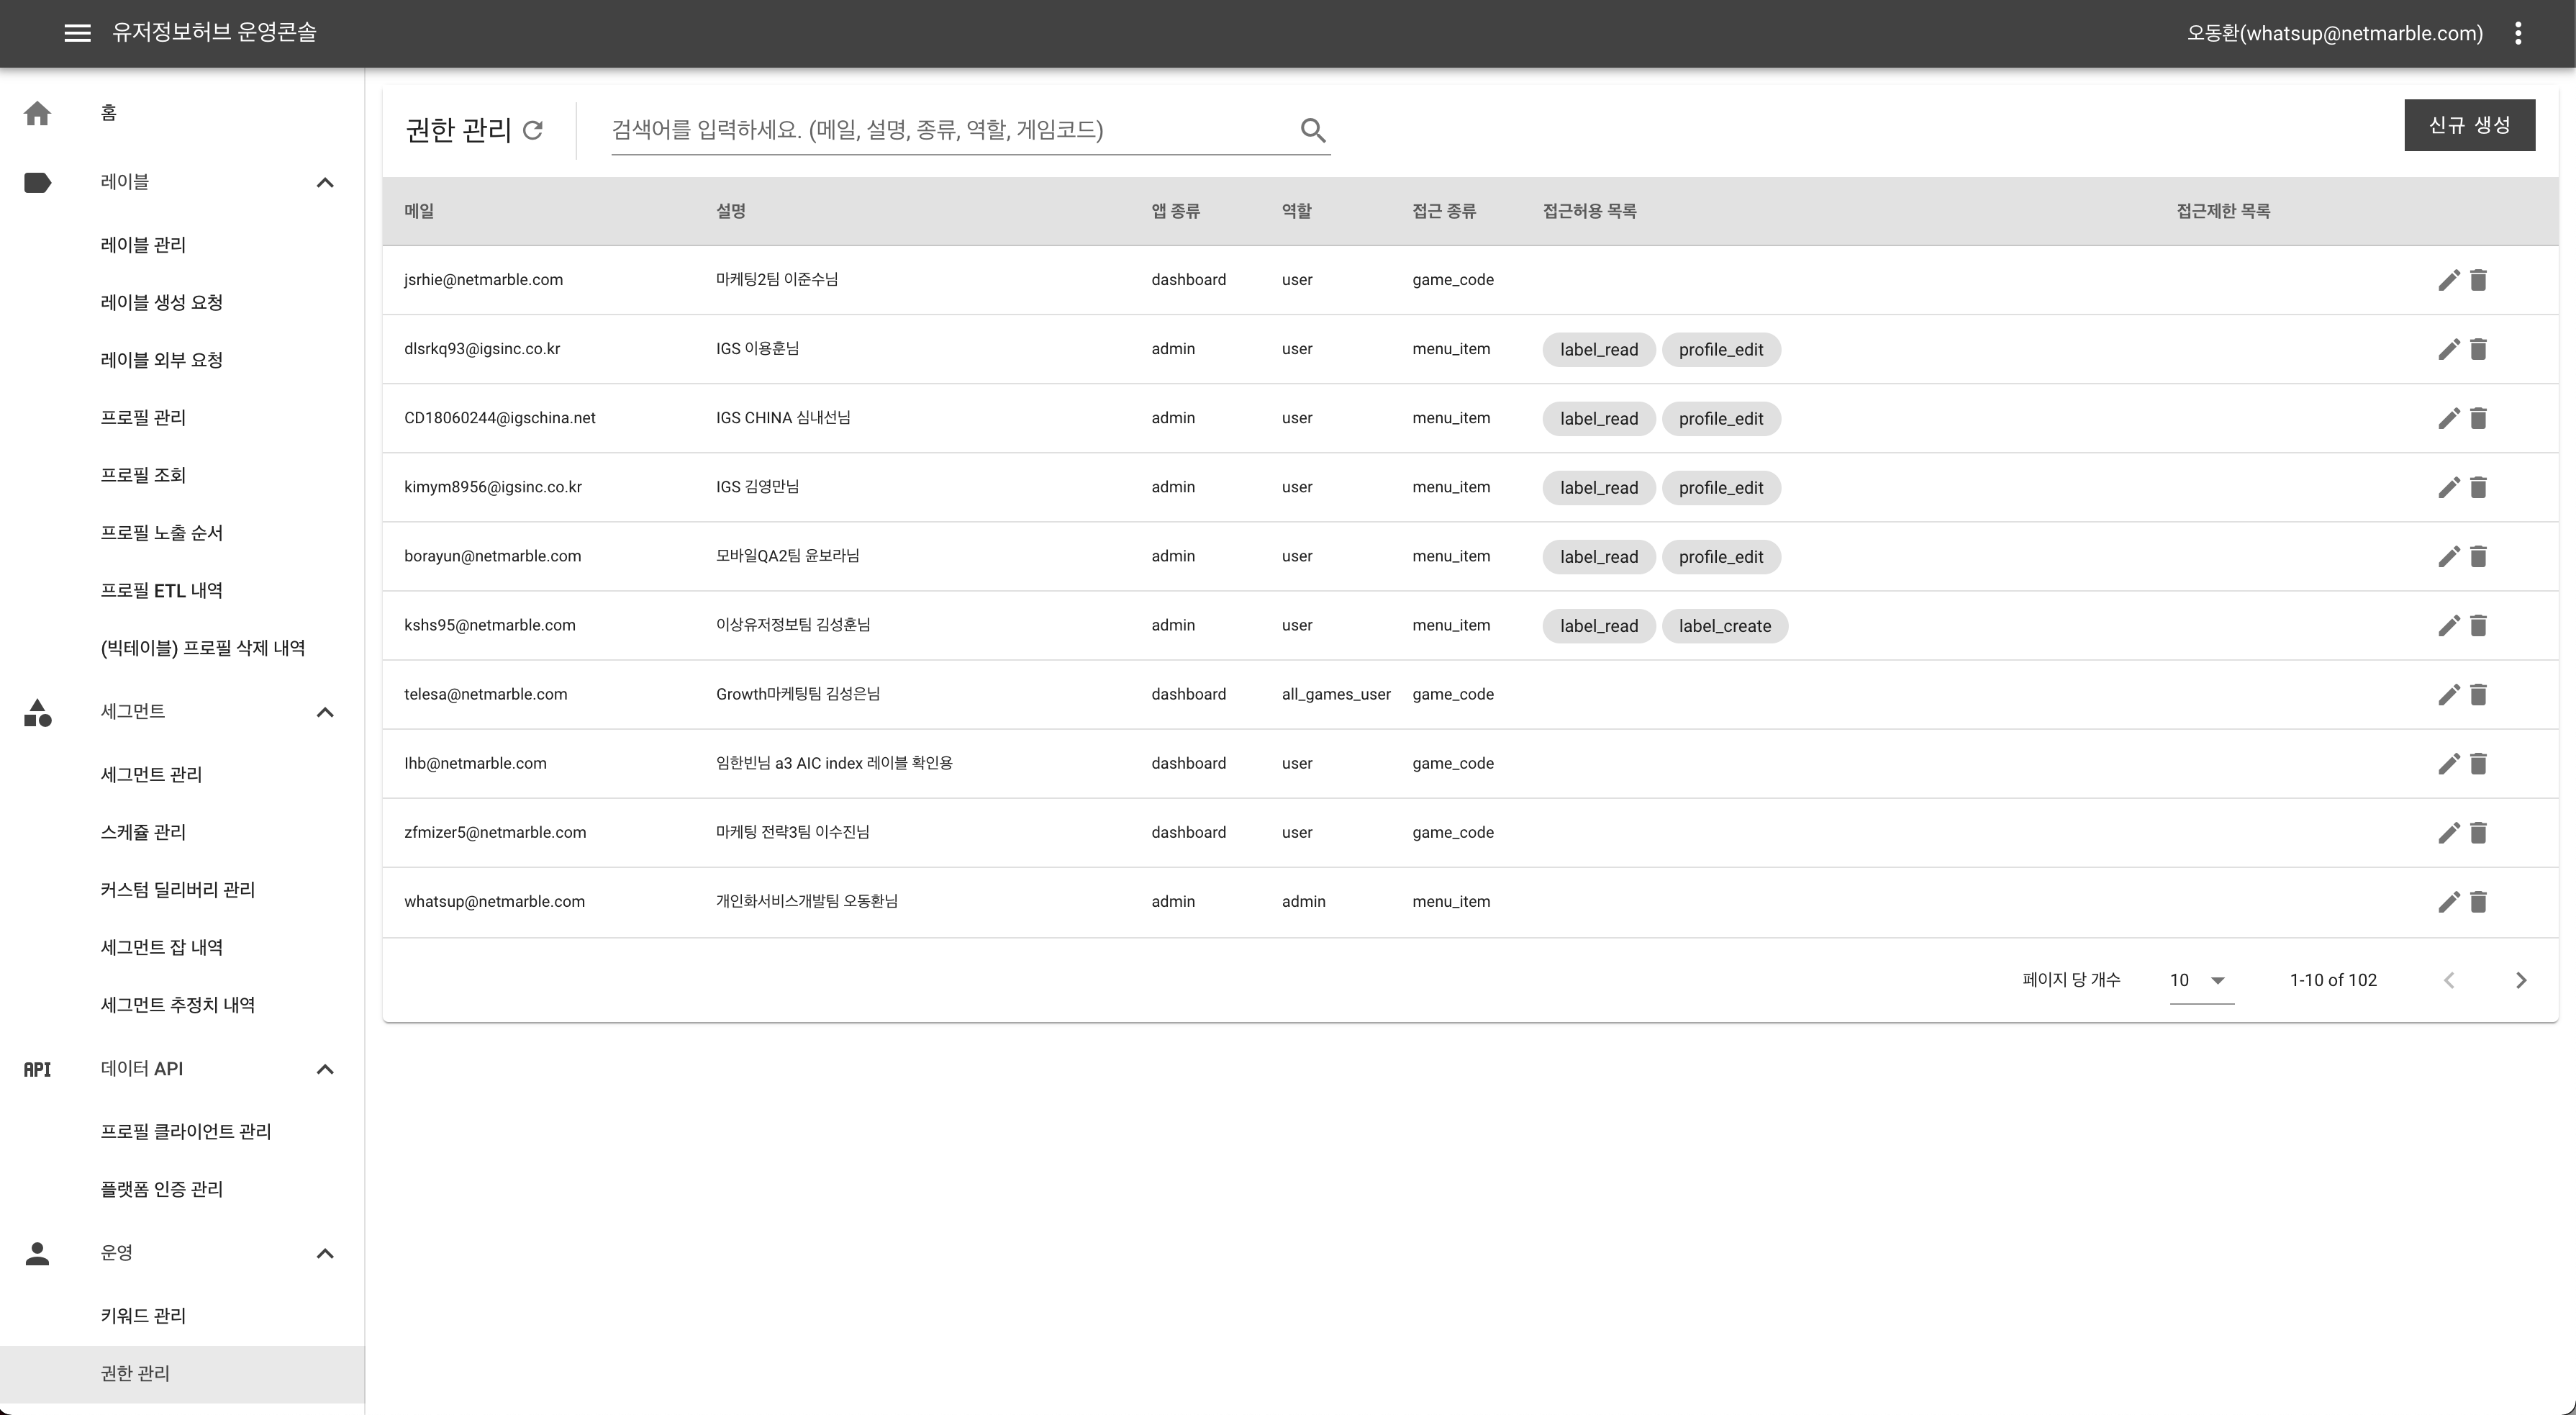 유저정보허브 운영콘솔
오동환(whatsup@netmarble.com)
홈
레이블
레이블 관리
레이블 생성 요청
레이블 외부 요청
프로필 관리
프로필 조회
프로필 노출 순서
프로필 ETL 내역
(빅테이블) 프로필 삭제 내역
세그먼트
세그먼트 관리
스케쥴 관리
커스텀 딜리버리 관리
세그먼트 잡 내역
세그먼트 추정치 내역
API 데이터 API
프로필 클라이언트 관리
플랫폼 인증 관리
운영
키워드 관리
권한 관리
권한 관리
검색어를 입력하세요. (메일, 설명, 종류, 역할, 게임코드)
신규 생성
메일 설명 앱 종류 역할 접근 종류 접근허용 목록 접근제한 목록
jsrhie@netmarble.com 마케팅2팀 이준수님 dashboard user game_code
dlsrkq93@igsinc.co.kr IGS 이용훈님 admin user menu_item label_read profile_edit
CD18060244@igschina.net IGS CHINA 심내선님 admin user menu_item label_read profile_edit
kimym8956@igsinc.co.kr IGS 김영만님 admin user menu_item label_read profile_edit
borayun@netmarble.com 모바일QA2팀 윤보라님 admin user menu_item label_read profile_edit
kshs95@netmarble.com 이상유저정보팀 김성훈님 admin user menu_item label_read label_create
telesa@netmarble.com Growth마케팅팀 김성은님 dashboard all_games_user game_code
lhb@netmarble.com 임한빈님 a3 AIC index 레이블 확인용 dashboard user game_code
zfmizer5@netmarble.com 마케팅 전략3팀 이수진님 dashboard user game_code
whatsup@netmarble.com 개인화서비스개발팀 오동환님 admin admin menu_item
페이지 당 개수 10 1-10 of 102